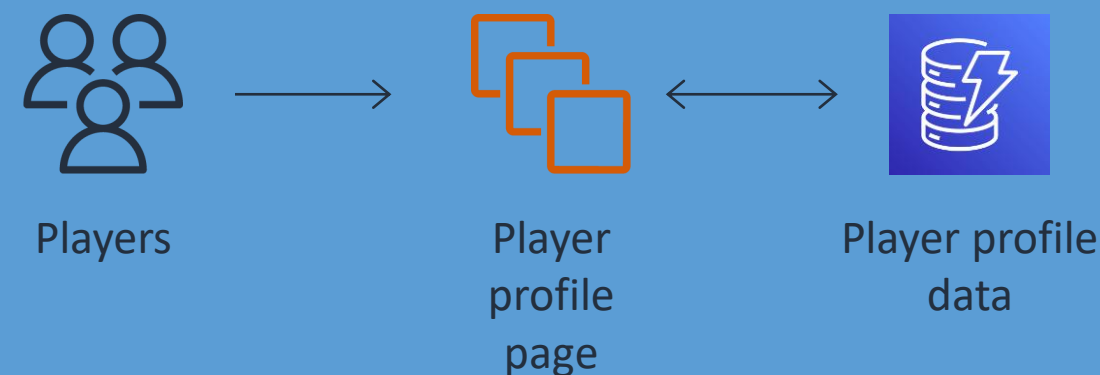 Players
Player
profile
page
Player profile
data